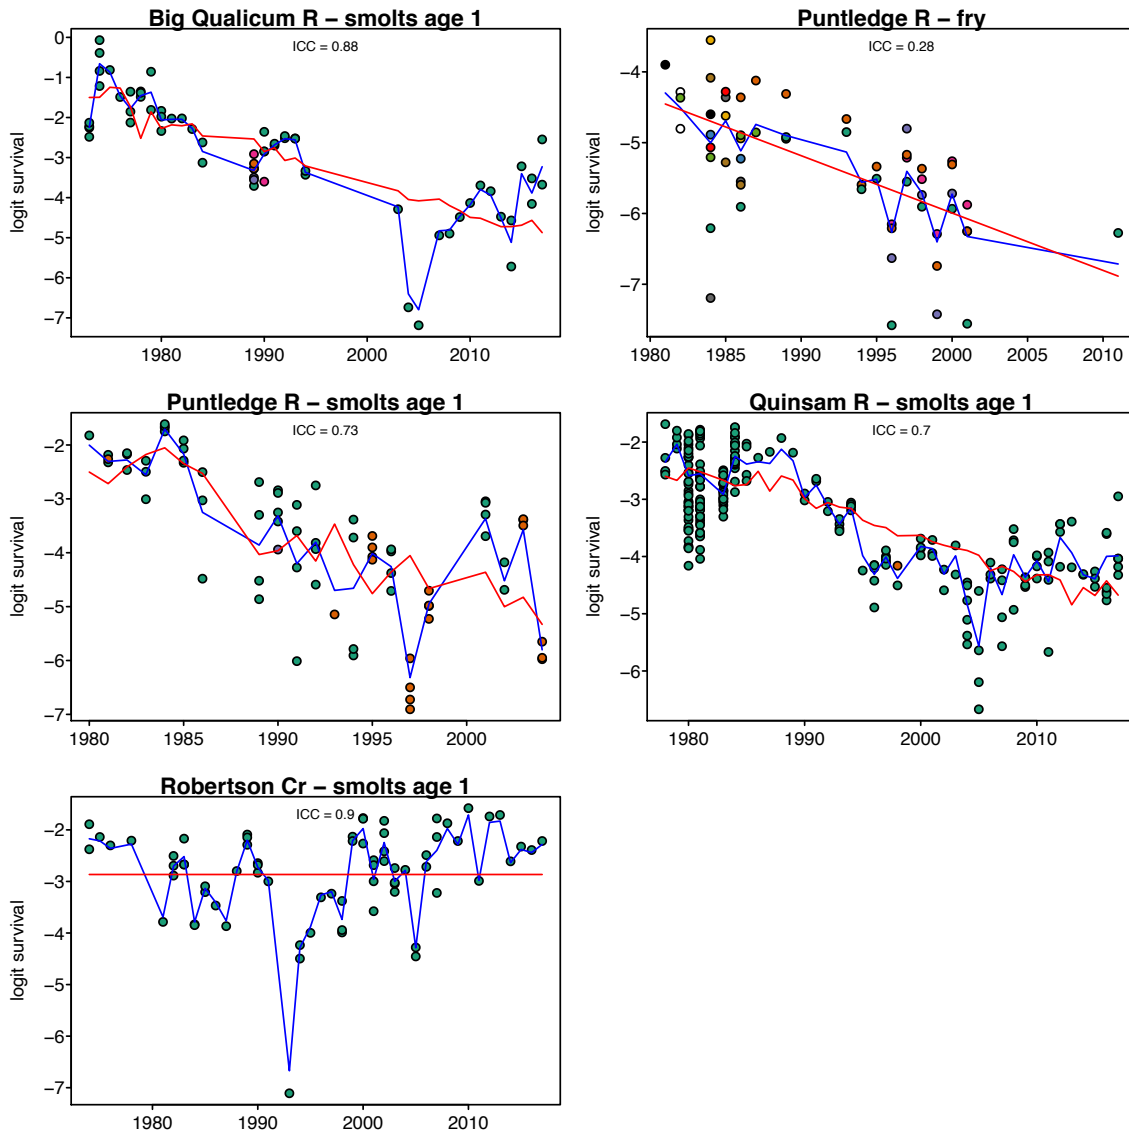 Big Qualicum R − smolts age 1
ICC = 0.88
logit survival
0
−1
−2
−3
−4
−5
−6
−7
1980 1990 2000 2010
Puntledge R − fry
ICC = 0.28
logit survival
−4
−5
−6
−7
1980 1985 1990 1995 2000 2005 2010
Puntledge R − smolts age 1
ICC = 0.73
logit survival
−2
−3
−4
−5
−6
−7
1980 1985 1990 1995 2000
Quinsam R − smolts age 1
ICC = 0.7
logit survival
−2
−3
−4
−5
−6
1980 1990 2000 2010
Robertson Cr − smolts age 1
ICC = 0.9
logit survival
−2
−3
−4
−5
−6
−7
1980 1990 2000 2010